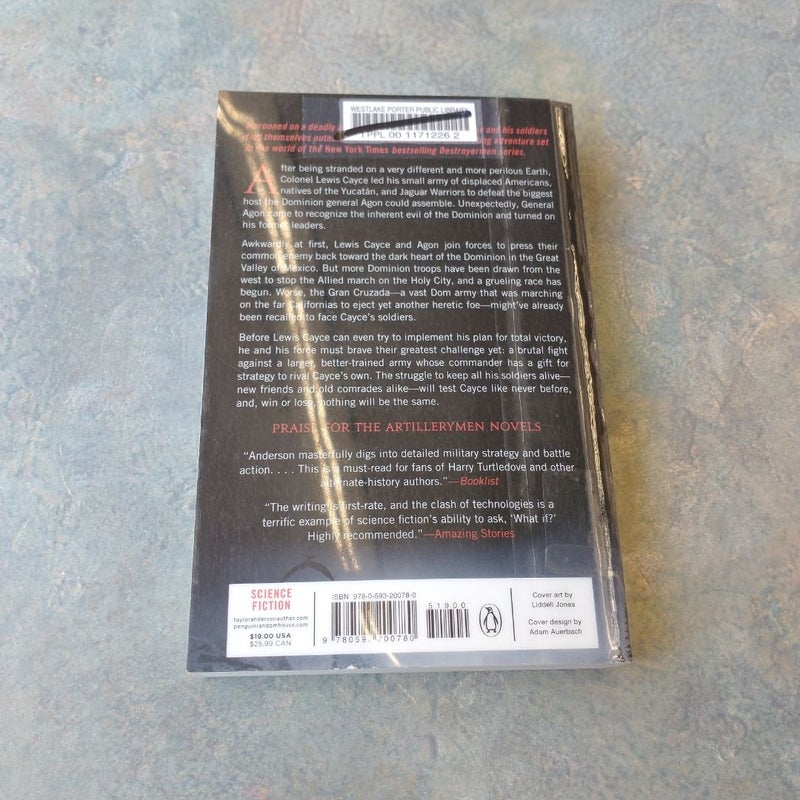 WESTLAKE PORTER PUBLIC LIBRARY
PPL 00 1171226 2
Marooned on a deadly and his soldiers
find themselves adventure set
in the world of the New York Times bestselling Destroyermen series.
After being stranded on a very different and more perilous Earth,
Colonel Lewis Cayce led his small army of displaced Americans,
natives of the Yucatán, and Jaguar Warriors to defeat the biggest
host the Dominion general Agon could assemble. Unexpectedly, General
Agon came to recognize the inherent evil of the Dominion and turned on
his former leaders.
Awkwardly at first, Lewis Cayce and Agon join forces to press their
common enemy back toward the dark heart of the Dominion in the Great
Valley of Mexico. But more Dominion troops have been drawn from the
west to stop the Allied march on the Holy City, and a grueling race has
begun. Worse, the Gran Cruzada—a vast Dom army that was marching
on the far Californias to eject yet another heretic foe—might've already
been recalled to face Cayce's soldiers.
Before Lewis Cayce can even try to implement his plan for total victory,
he and his force must brave their greatest challenge yet: a brutal fight
against a larger, better-trained army whose commander has a gift for
strategy to rival Cayce's own. The struggle to keep all his soldiers alive—
new friends and old comrades alike—will test Cayce like never before,
and, win or lose, nothing will be the same.
PRAISE FOR THE ARTILLERYMEN NOVELS
"Anderson masterfully digs into detailed military strategy and battle
action. . . . This is a must-read for fans of Harry Turtledove and other
alternate-history authors."—Booklist
"The writing is first-rate, and the clash of technologies is a
terrific example of science fiction's ability to ask, 'What if?'
Highly recommended."—Amazing Stories
SCIENCE
FICTION
taylorandersonauthor.com
penguinrandomhouse.com
$19.00 USA
$25.99 CAN
ISBN 978-0-593-20078-0
51900
9 78059 200780
Cover art by
Liddell Jones
Cover design by
Adam Auerbach